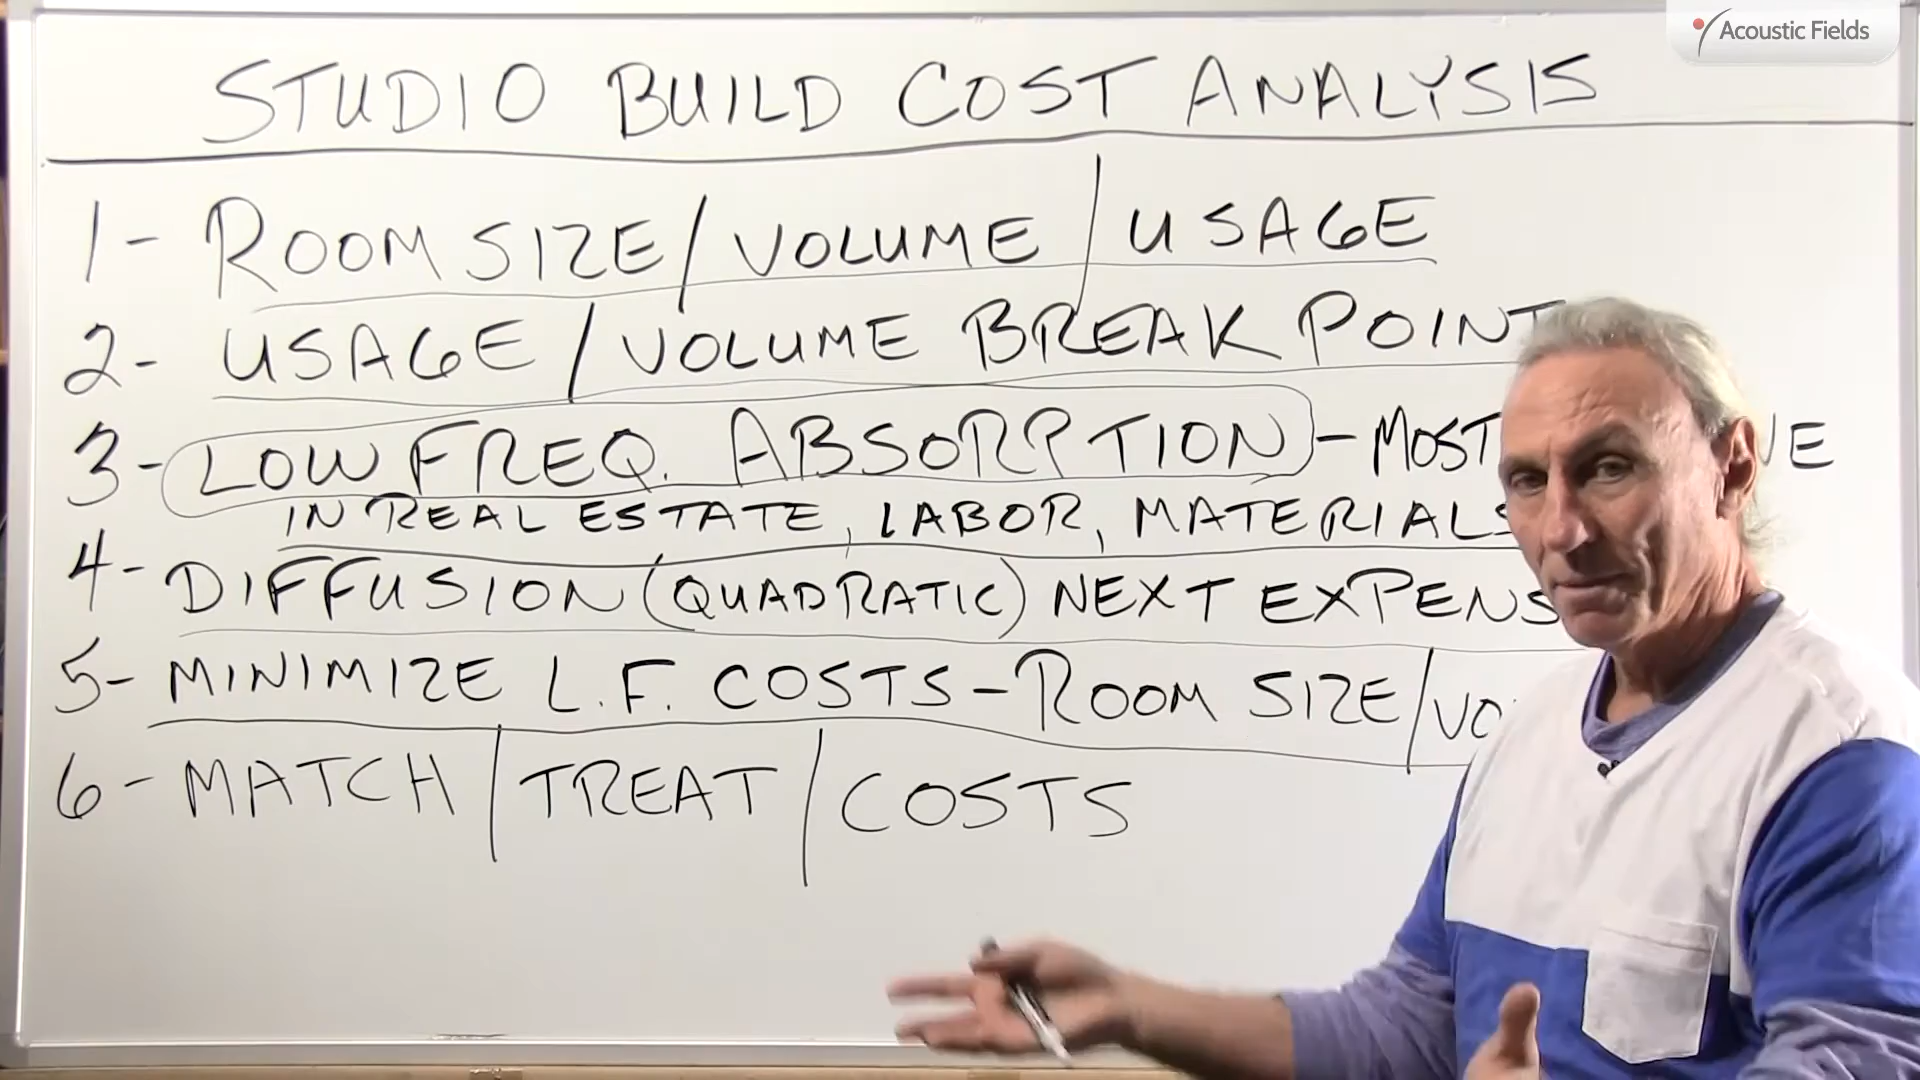 Acoustic Fields
STUDIO BUILD COST ANALYSIS
1- ROOM SIZE/VOLUME/USAGE
2- USAGE/VOLUME BREAK POINT
3- LOW FREQ. ABSORPTION - MOST
IN REAL ESTATE, LABOR, MATERIALS
4- DIFFUSION (QUADRATIC) NEXT EXPENS
5- MINIMIZE L.F. COSTS - ROOM SIZE/VO
6- MATCH/TREAT/COSTS